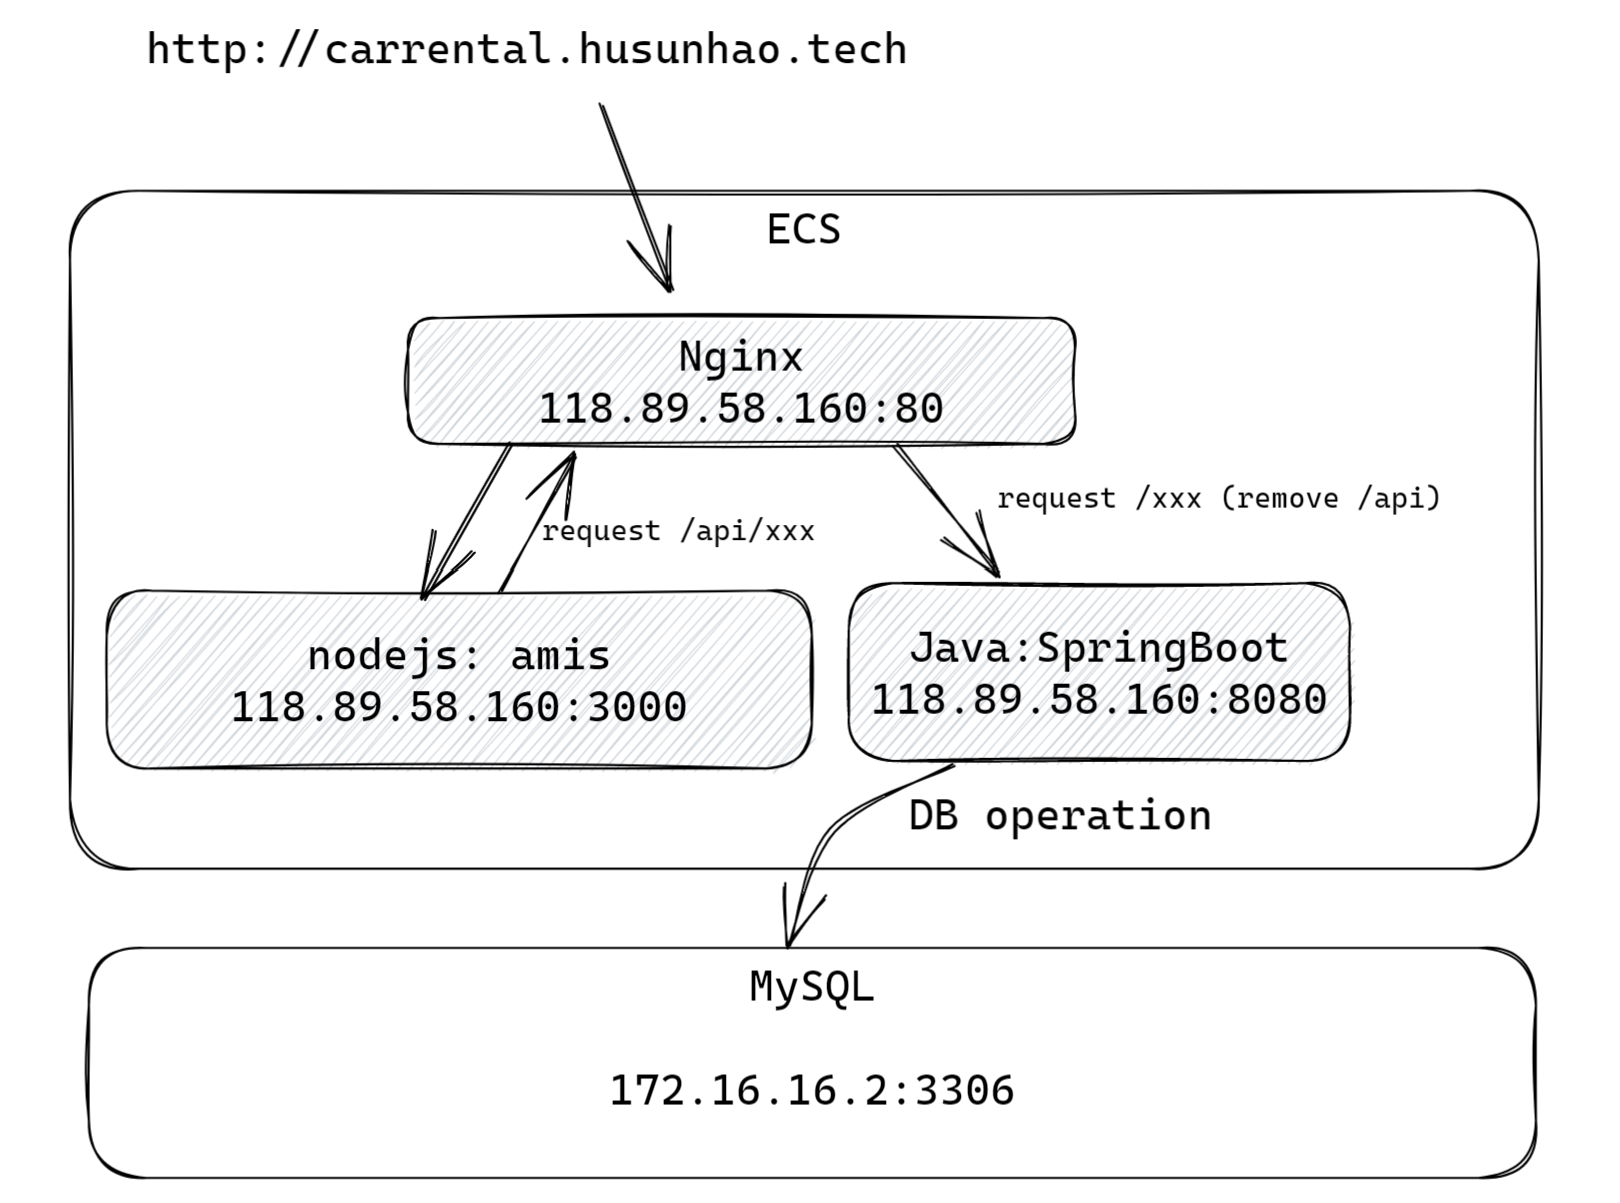 http://carrental.husunhao.tech
ECS
Nginx
118.89.58.160:80
request /xxx (remove /api)
request /api/xxx
nodejs: amis
118.89.58.160:3000
Java:SpringBoot
118.89.58.160:8080
DB operation
MySQL
172.16.16.2:3306